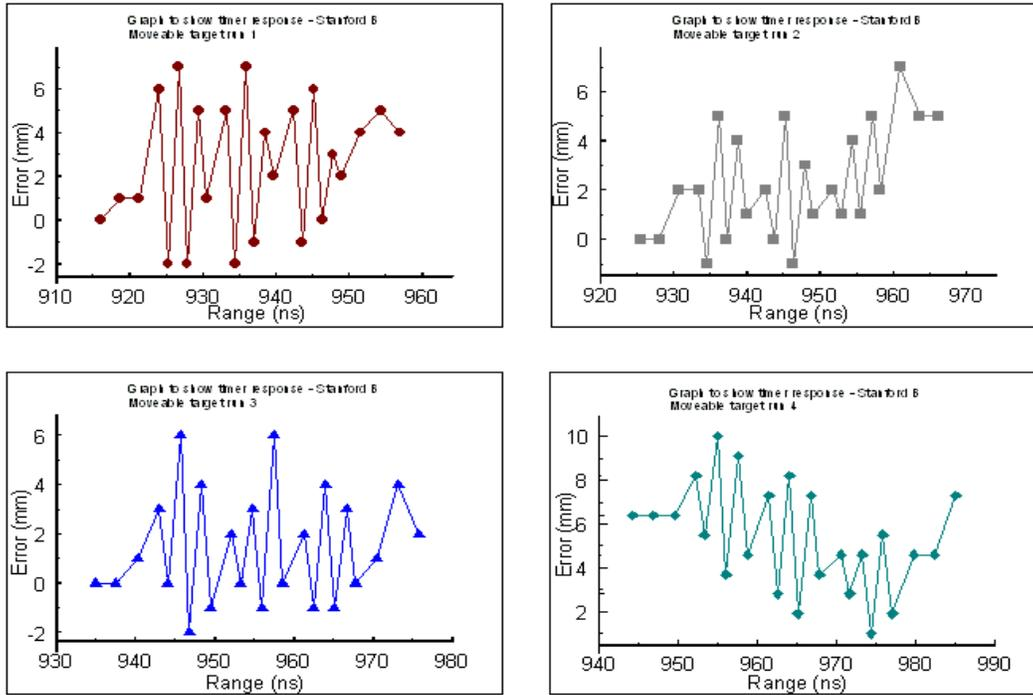 Graph to show timer response - Stanford B
Moveable target run 1
Error (mm)
6
4
2
0
-2
910 920 930 940 950 960
Range (ns)
Graph to show timer response - Stanford B
Moveable target run 2
Error (mm)
6
4
2
0
920 930 940 950 960 970
Range (ns)
Graph to show timer response - Stanford B
Moveable target run 3
Error (mm)
6
4
2
0
-2
930 940 950 960 970 980
Range (ns)
Graph to show timer response - Stanford B
Moveable target run 4
Error (mm)
10
8
6
4
2
940 950 960 970 980 990
Range (ns)